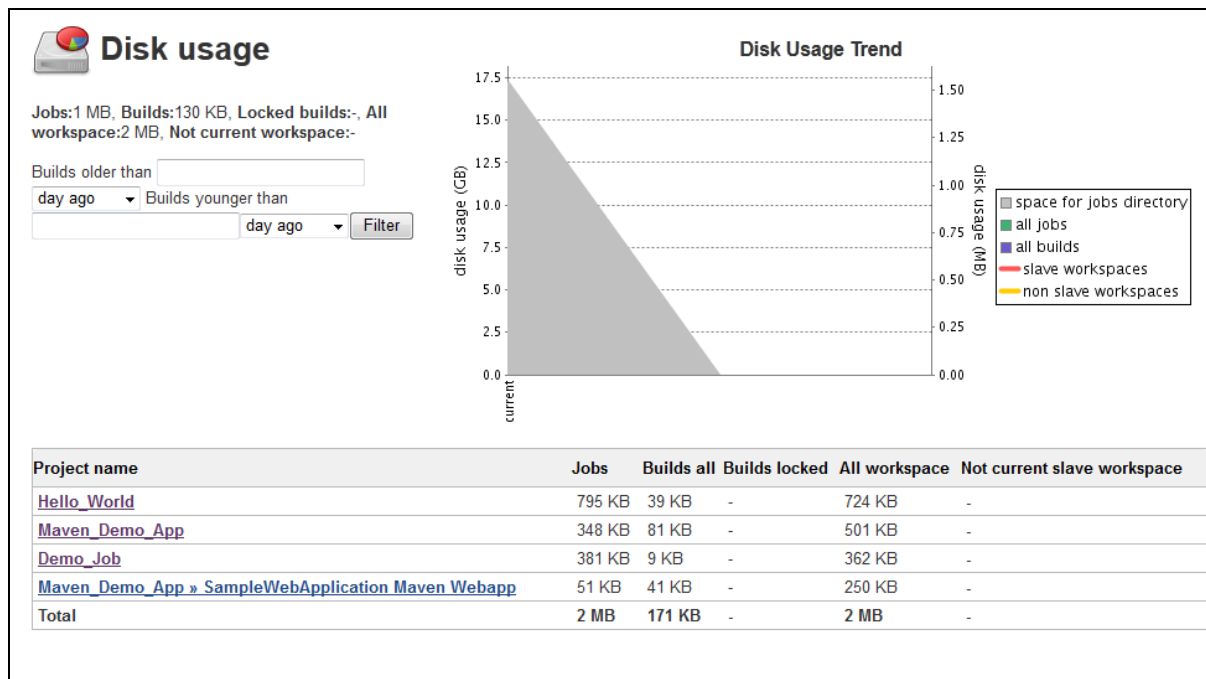 Disk usage
Jobs:1 MB, Builds:130 KB, Locked builds:-, All
workspace:2 MB, Not current workspace:-
Builds older than
day ago Builds younger than
day ago Filter
Disk Usage Trend
17.5
15.0
12.5
10.0
7.5
5.0
2.5
0.0
disk usage (GB)
current
1.50
1.25
1.00
0.75
0.50
0.25
0.00
disk usage (MB)
space for jobs directory
all jobs
all builds
slave workspaces
non slave workspaces
Project name Jobs Builds all Builds locked All workspace Not current slave workspace
Hello_World 795 KB 39 KB - 724 KB -
Maven_Demo_App 348 KB 81 KB - 501 KB -
Demo_Job 381 KB 9 KB - 362 KB -
Maven_Demo_App » SampleWebApplication Maven Webapp 51 KB 41 KB - 250 KB -
Total 2 MB 171 KB - 2 MB -